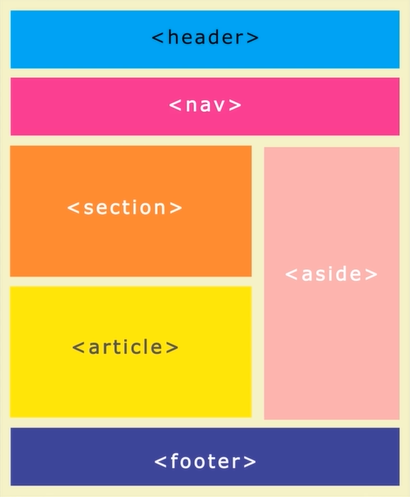 <header>
<nav>
<section>
<aside>
<article>
<footer>